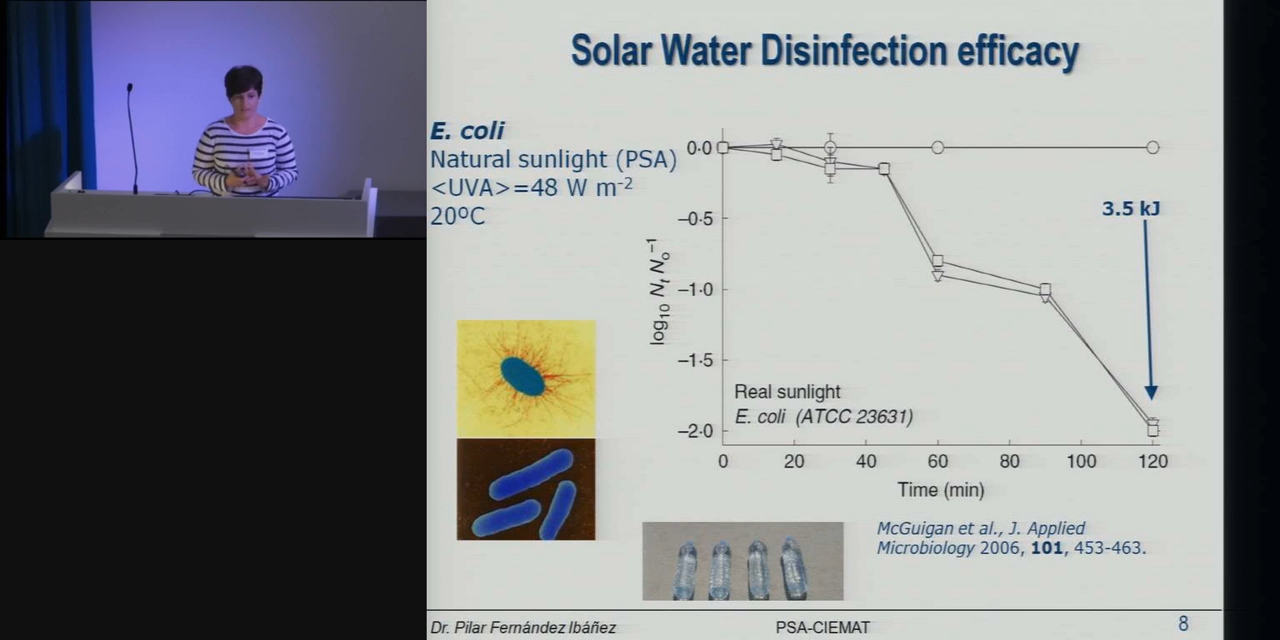 Solar Water Disinfection efficacy
E. coli
Natural sunlight (PSA)
<UVA>=48 W m⁻²
20ºC
3.5 kJ
log₁₀ Nₜ Nₒ⁻¹
0·0
−0·5
−1·0
−1·5
−2·0
Real sunlight
E. coli (ATCC 23631)
0 20 40 60 80 100 120
Time (min)
McGuigan et al., J. Applied
Microbiology 2006, 101, 453-463.
Dr. Pilar Fernández Ibáñez PSA-CIEMAT 8